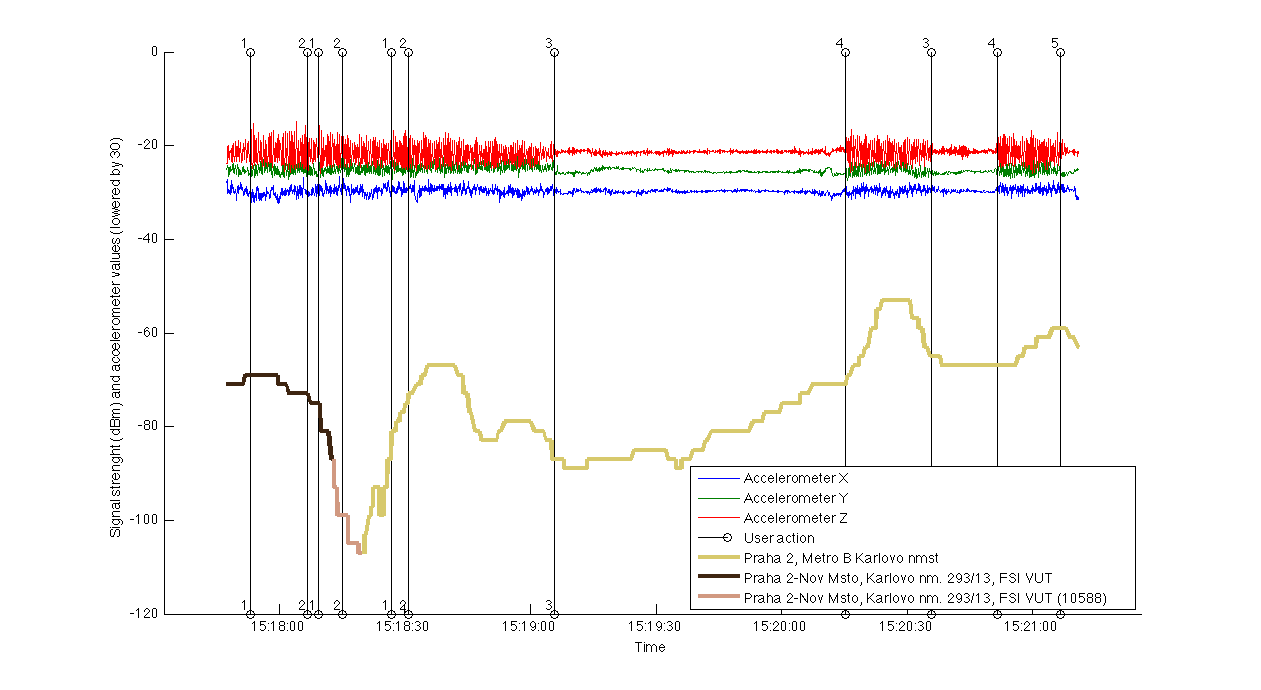 1 2 1 2 1 2 3 4 3 4 5
0
-20
-40
-60
-80
-100
-120
Signal strenght (dBm) and accelerometer values (lowered by 30)
Accelerometer X
Accelerometer Y
Accelerometer Z
User action
Praha 2, Metro B Karlovo nmst
Praha 2-Nov Msto, Karlovo nm. 293/13, FSI VUT
Praha 2-Nov Msto, Karlovo nm. 293/13, FSI VUT (10588)
1 2 1 2 1 2 3
15:18:00 15:18:30 15:19:00 15:19:30 15:20:00 15:20:30 15:21:00
Time